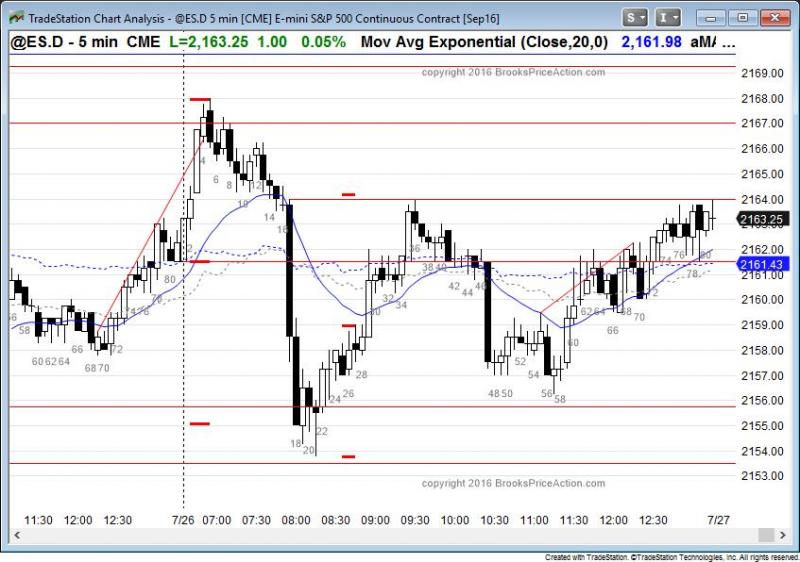 TradeStation Chart Analysis - @ES.D 5 min [CME] E-mini S&P 500 Continuous Contract [Sep16]
S I
@ES.D - 5 min CME L=2,163.25 1.00 0.05% Mov Avg Exponential (Close,20,0) 2,161.98 aMA ...
copyright 2016 BrooksPriceAction.com
2169.00
2168.00
2167.00
2166.00
2165.00
2164.00
2163.25
2162.00
2161.43
2161.00
2160.00
2159.00
2158.00
2157.00
2156.00
2155.00
2154.00
2153.00
58 60 62 64 66 68 70 72 76 78 80
4 6 8 10 12 14 16
18 20 22 24 26 28 30 32 34 36 38 40 42 44 46
48 50 52 54 56 58 60 62 64 66 68 70 72 74 76 78 80
copyright 2016 BrooksPriceAction.com
11:30 12:00 12:30 7/26 07:00 07:30 08:00 08:30 09:00 09:30 10:00 10:30 11:00 11:30 12:00 12:30 7/27
Created with TradeStation. ©TradeStation Technologies, Inc. All rights reserved.